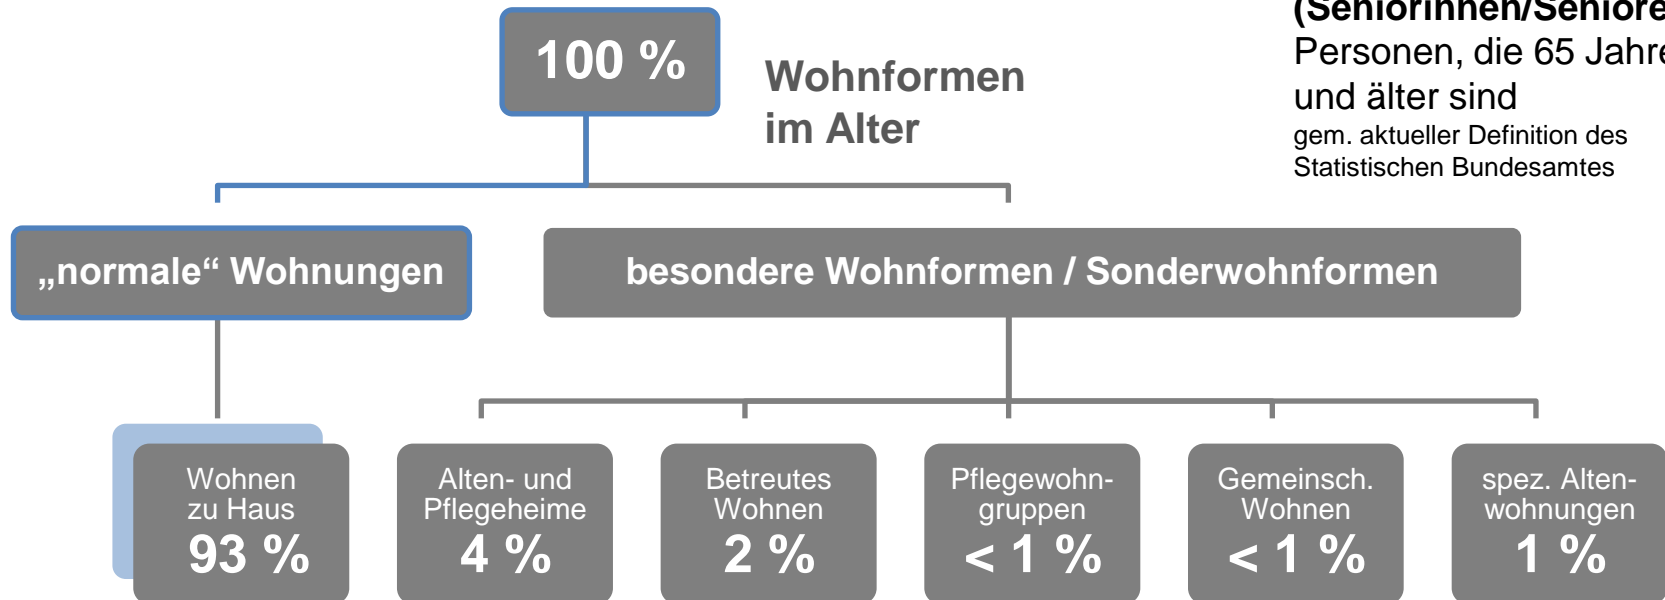 (Seniorinnen/Seniore
Personen, die 65 Jahre
und älter sind
gem. aktueller Definition des
Statistischen Bundesamtes
100 %
Wohnformen
im Alter
„normale“ Wohnungen
besondere Wohnformen / Sonderwohnformen
Wohnen
zu Haus
93 %
Alten- und
Pflegeheime
4 %
Betreutes
Wohnen
2 %
Pflegewohn-
gruppen
< 1 %
Gemeinsch.
Wohnen
< 1 %
spez. Alten-
wohnungen
1 %